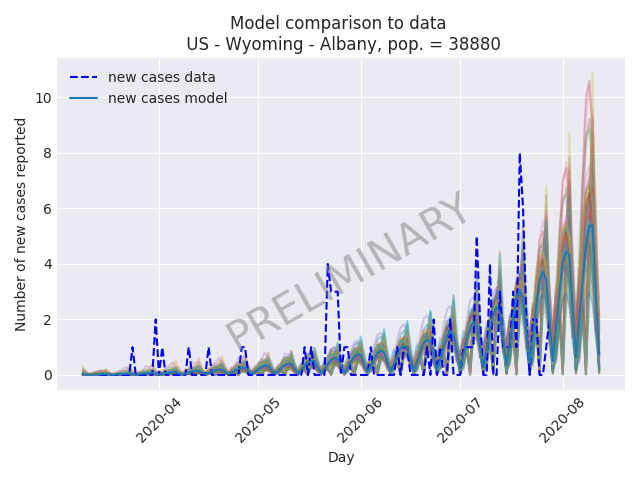 Model comparison to data
US - Wyoming - Albany, pop. = 38880
new cases data
new cases model
Number of new cases reported
10
8
6
4
2
0
PRELIMINARY
2020-04
2020-05
2020-06
2020-07
2020-08
Day